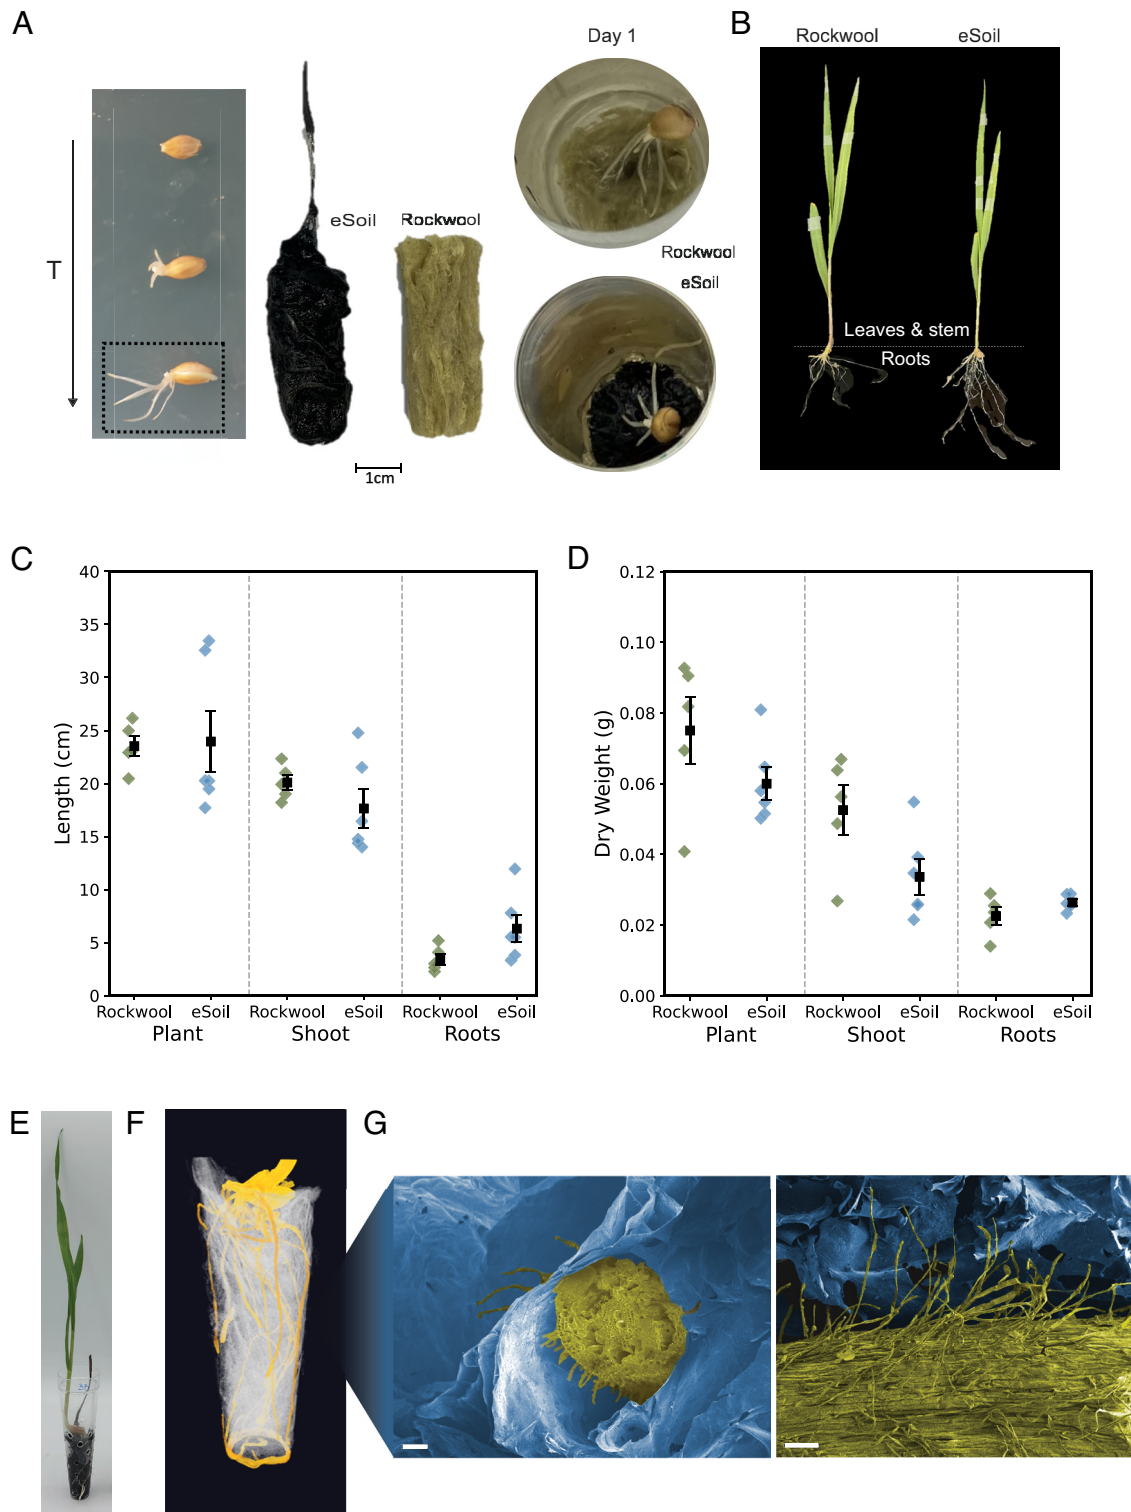 A
Day 1
eSoil
Rockwool
T
Rockwool
eSoil
1cm
B
Rockwool eSoil
Leaves & stem
Roots
C
Length (cm)
40
35
30
25
20
15
10
5
0
Rockwool eSoil Rockwool eSoil Rockwool eSoil
Plant Shoot Roots
D
Dry Weight (g)
0.12
0.10
0.08
0.06
0.04
0.02
0.00
Rockwool eSoil Rockwool eSoil Rockwool eSoil
Plant Shoot Roots
E
F
G